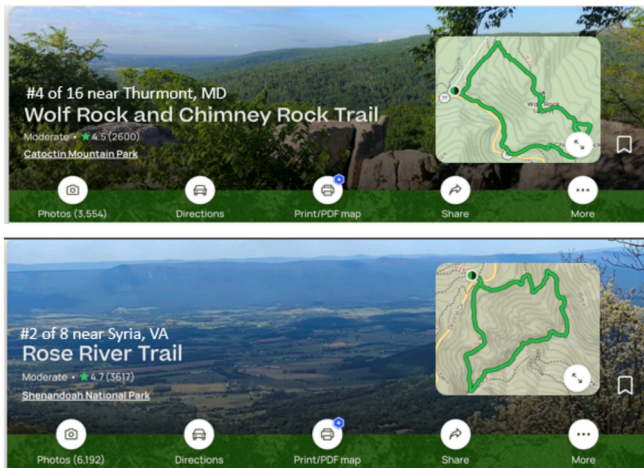 #4 of 16 near Thurmont, MD
Wolf Rock and Chimney Rock Trail
Moderate • ★ 4.5 (2600)
Catoctin Mountain Park
Photos (3,554) Directions Print/PDF map Share More
#2 of 8 near Syria, VA
Rose River Trail
Moderate • ★ 4.7 (3617)
Shenandoah National Park
Photos (6,192) Directions Print/PDF map Share More